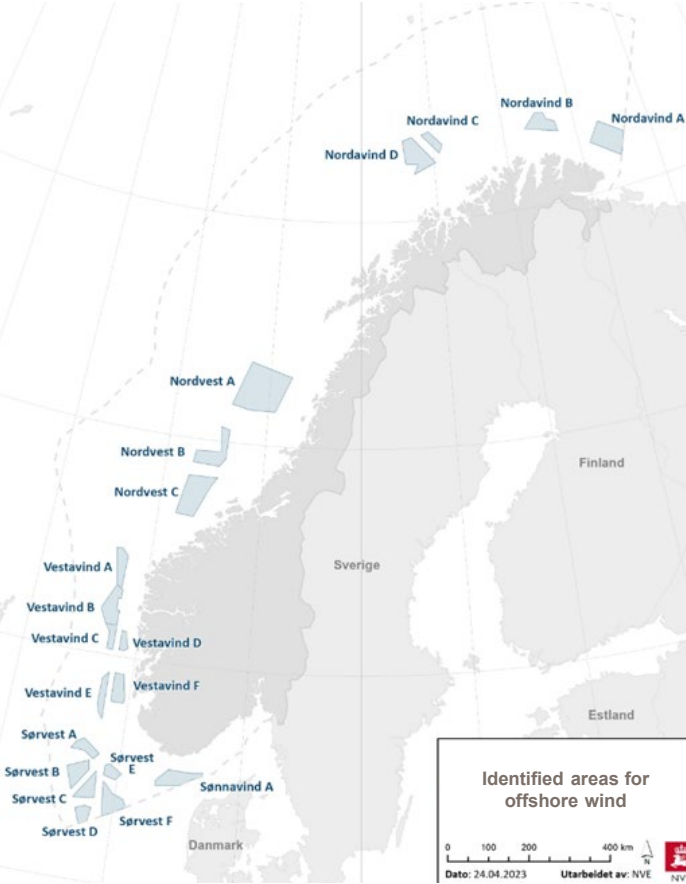 Nordavind B
Nordavind A
Nordavind C
Nordavind D
Nordvest A
Nordvest B
Nordvest C
Finland
Sverige
Vestavind A
Vestavind B
Vestavind C
Vestavind D
Vestavind E
Vestavind F
Estland
Sørvest A
Sørvest B
Sørvest
E
Sørvest C
Sønnavind A
Sørvest D
Sørvest F
Danmark
Identified areas for
offshore wind
0 100 200 400 km
N
Dato: 24.04.2023 Utarbeidet av: NVE
NV